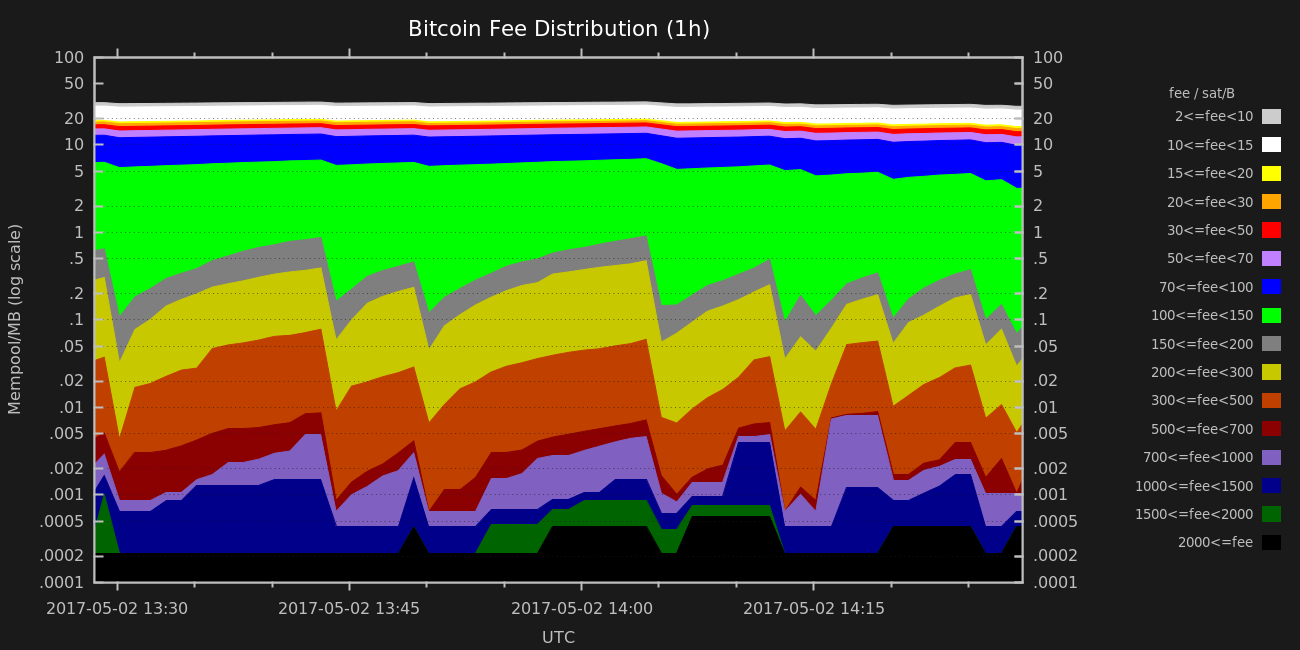 Bitcoin Fee Distribution (1h)
100
50
20
10
5
2
1
.5
.2
.1
.05
.02
.01
.005
.002
.001
.0005
.0002
.0001
Mempool/MB (log scale)
100
50
20
10
5
2
1
.5
.2
.1
.05
.02
.01
.005
.002
.001
.0005
.0002
.0001
fee / sat/B
2<=fee<10
10<=fee<15
15<=fee<20
20<=fee<30
30<=fee<50
50<=fee<70
70<=fee<100
100<=fee<150
150<=fee<200
200<=fee<300
300<=fee<500
500<=fee<700
700<=fee<1000
1000<=fee<1500
1500<=fee<2000
2000<=fee
2017-05-02 13:30 2017-05-02 13:45 2017-05-02 14:00 2017-05-02 14:15
UTC